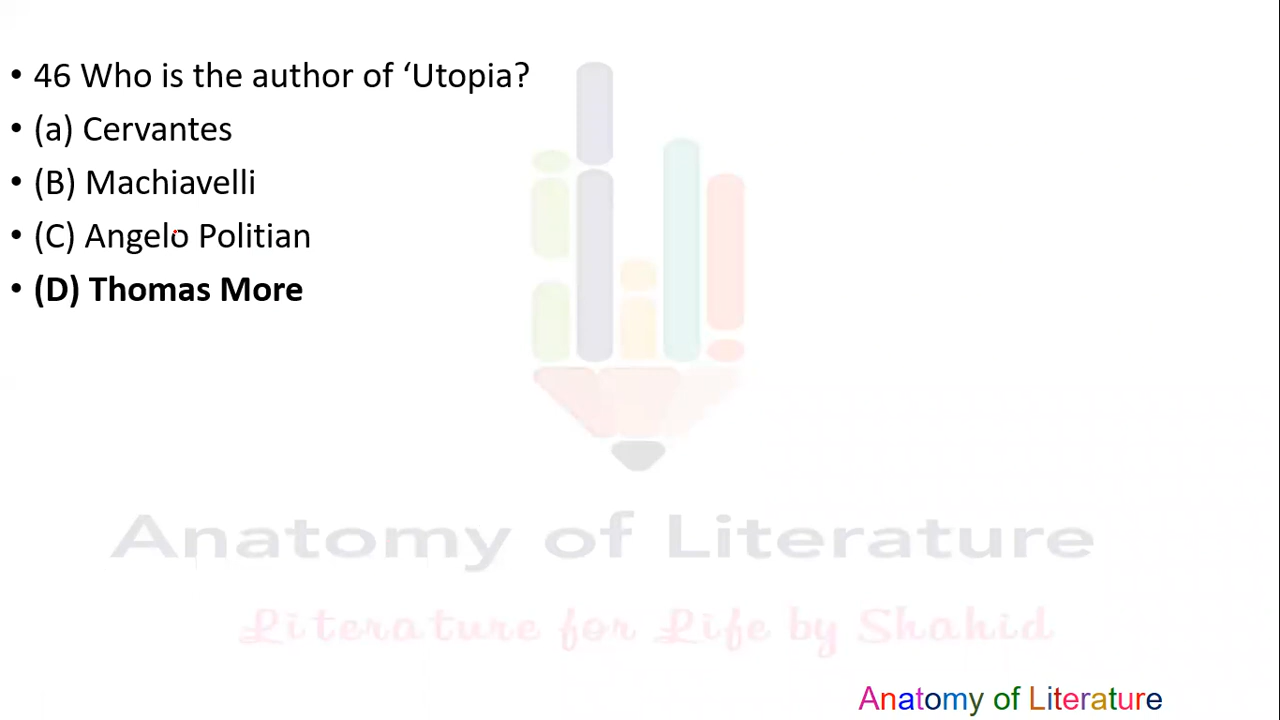 • 46 Who is the author of ‘Utopia?
• (a) Cervantes
• (B) Machiavelli
• (C) Angelo Politian
• (D) Thomas More
Anatomy of Literature
Literature for Life by Shahid
Anatomy of Literature